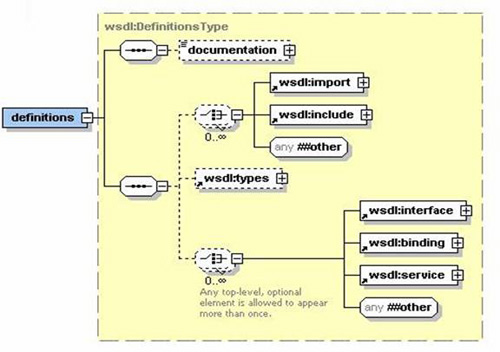 wsdl:DefinitionsType
documentation
wsdl:import
wsdl:include
0..∞
any ##other
definitions
wsdl:types
wsdl:interface
wsdl:binding
0..∞
wsdl:service
Any top-level, optional
element is allowed to appear
more than once.
any ##other